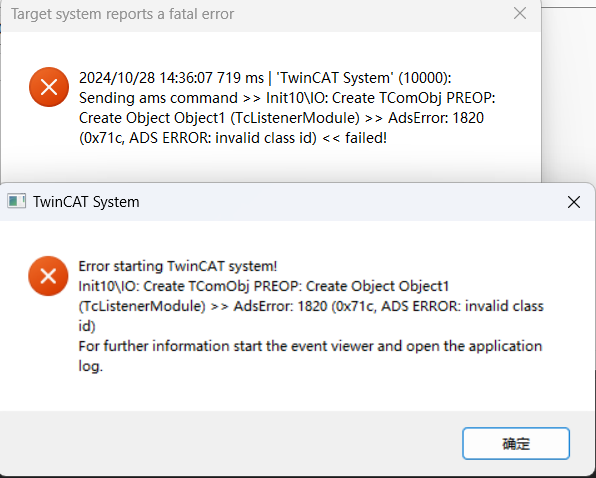 Target system reports a fatal error
2024/10/28 14:36:07 719 ms | 'TwinCAT System' (10000):
Sending ams command >> Init10\IO: Create TComObj PREOP:
Create Object Object1 (TcListenerModule) >> AdsError: 1820
(0x71c, ADS ERROR: invalid class id) << failed!
TwinCAT System
Error starting TwinCAT system!
Init10\IO: Create TComObj PREOP: Create Object Object1
(TcListenerModule) >> AdsError: 1820 (0x71c, ADS ERROR: invalid class
id)
For further information start the event viewer and open the application
log.
确定